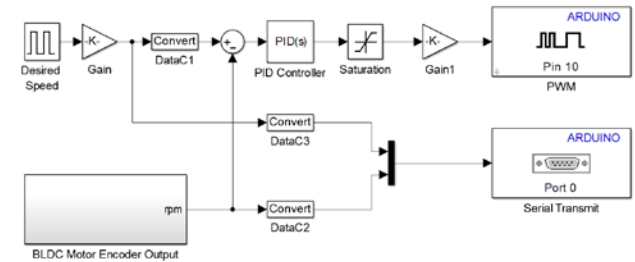 Desired
Speed
-K-
Gain
Convert
DataC1
PID(s)
PID Controller
Saturation
-K-
Gain1
ARDUINO
Pin 10
PWM
Convert
DataC3
ARDUINO
Port 0
Serial Transmit
rpm
BLDC Motor Encoder Output
Convert
DataC2